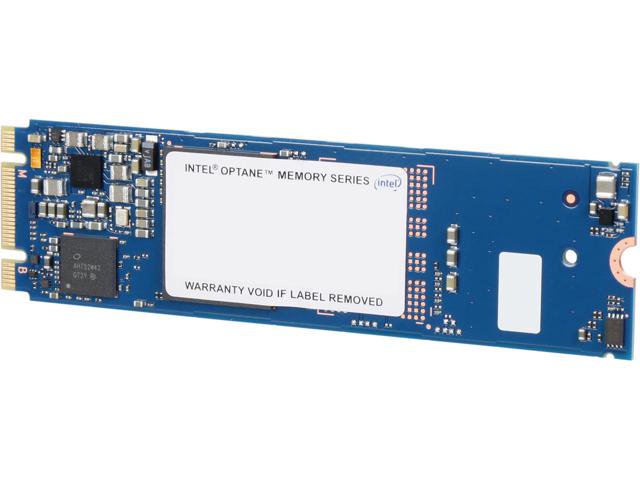 INTEL® OPTANE™ MEMORY SERIES
intel
WARRANTY VOID IF LABEL REMOVED
M
B